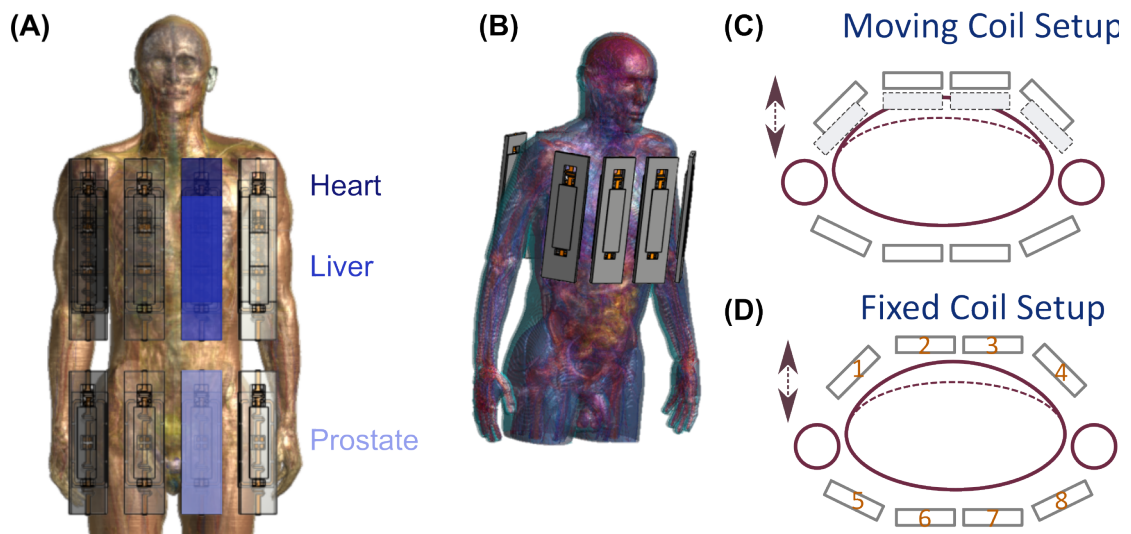 (A)
Heart
Liver
Prostate
(B)
(C)
Moving Coil Setup
(D)
Fixed Coil Setup
2 3
1 4
5 8
6 7